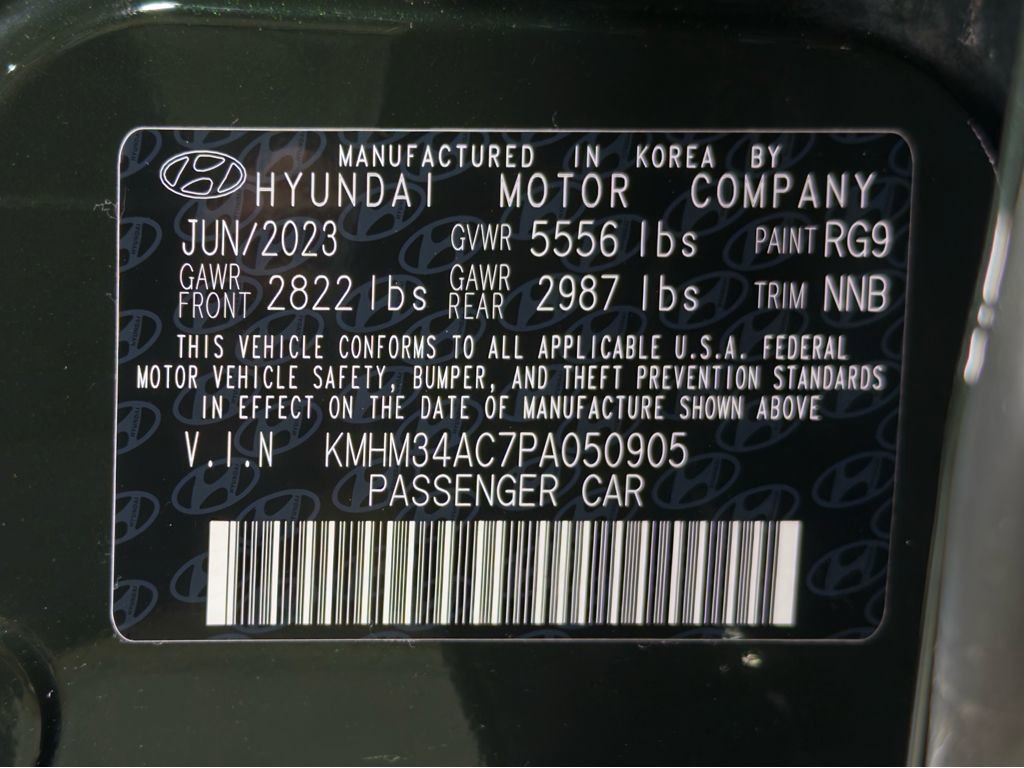 MANUFACTURED IN KOREA BY
HYUNDAI MOTOR COMPANY
JUN/2023 GVWR 5556 lbs PAINT RG9
GAWR FRONT 2822 lbs GAWR REAR 2987 lbs TRIM NNB
THIS VEHICLE CONFORMS TO ALL APPLICABLE U.S.A. FEDERAL
MOTOR VEHICLE SAFETY, BUMPER, AND THEFT PREVENTION STANDARDS
IN EFFECT ON THE DATE OF MANUFACTURE SHOWN ABOVE
V.I.N KMHM34AC7PA050905
PASSENGER CAR